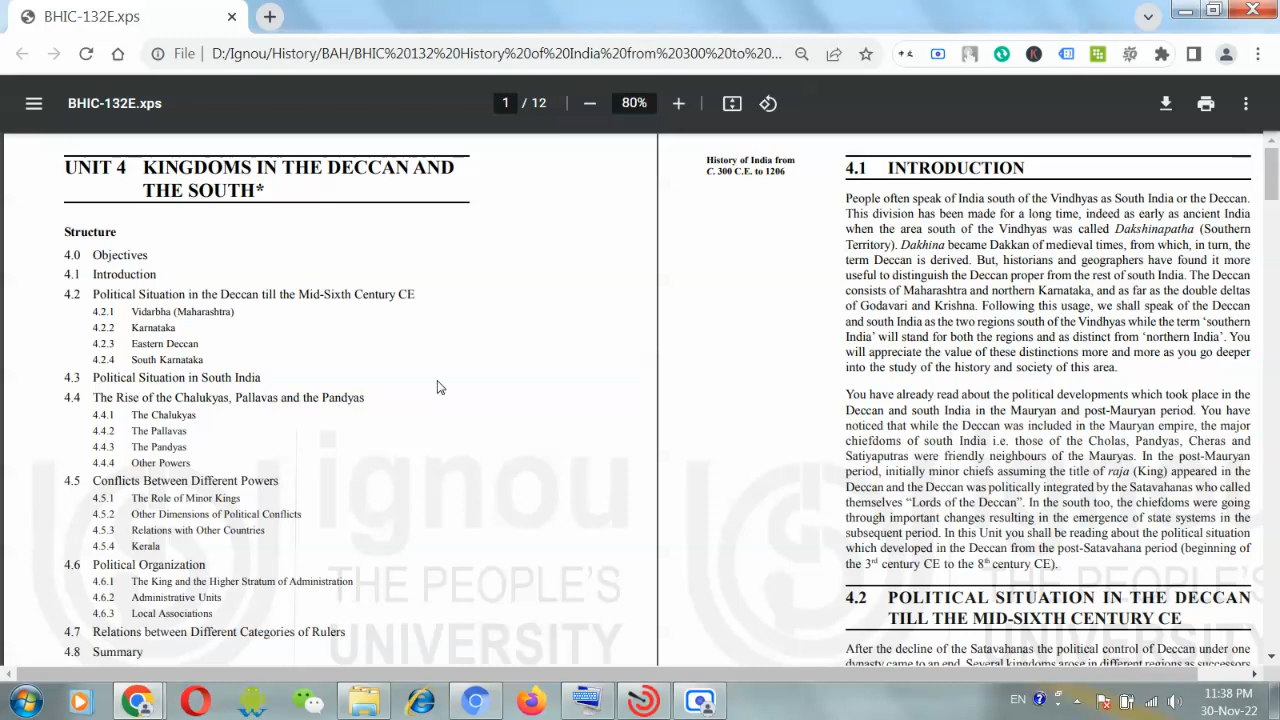 BHIC-132E.xps
File
D:/Ignou/History/BAH/BHIC%20132%20History%20of%20India%20from%20300%20to%20...
BHIC-132E.xps
1 / 12
80%
UNIT 4 KINGDOMS IN THE DECCAN AND
THE SOUTH*
Structure
4.0 Objectives
4.1 Introduction
4.2 Political Situation in the Deccan till the Mid-Sixth Century CE
4.2.1 Vidarbha (Maharashtra)
4.2.2 Karnataka
4.2.3 Eastern Deccan
4.2.4 South Karnataka
4.3 Political Situation in South India
4.4 The Rise of the Chalukyas, Pallavas and the Pandyas
4.4.1 The Chalukyas
4.4.2 The Pallavas
4.4.3 The Pandyas
4.4.4 Other Powers
4.5 Conflicts Between Different Powers
4.5.1 The Role of Minor Kings
4.5.2 Other Dimensions of Political Conflicts
4.5.3 Relations with Other Countries
4.5.4 Kerala
4.6 Political Organization
4.6.1 The King and the Higher Stratum of Administration
4.6.2 Administrative Units
4.6.3 Local Associations
4.7 Relations between Different Categories of Rulers
4.8 Summary
ignou
THE PEOPLE'S
UNIVERSITY
History of India from
C. 300 C.E. to 1206
4.1 INTRODUCTION
People often speak of India south of the Vindhyas as South India or the Deccan.
This division has been made for a long time, indeed as early as ancient India
when the area south of the Vindhyas was called Dakshinapatha (Southern
Territory). Dakhina became Dakkan of medieval times, from which, in turn, the
term Deccan is derived. But, historians and geographers have found it more
useful to distinguish the Deccan proper from the rest of south India. The Deccan
consists of Maharashtra and northern Karnataka, and as far as the double deltas
of Godavari and Krishna. Following this usage, we shall speak of the Deccan
and south India as the two regions south of the Vindhyas while the term ‘southern
India’ will stand for both the regions and as distinct from ‘northern India’. You
will appreciate the value of these distinctions more and more as you go deeper
into the study of the history and society of this area.
You have already read about the political developments which took place in the
Deccan and south India in the Mauryan and post-Mauryan period. You have
noticed that while the Deccan was included in the Mauryan empire, the major
chiefdoms of south India i.e. those of the Cholas, Pandyas, Cheras and
Satiyaputras were friendly neighbours of the Mauryas. In the post-Mauryan
period, initially minor chiefs assuming the title of raja (King) appeared in the
Deccan and the Deccan was politically integrated by the Satavahanas who called
themselves “Lords of the Deccan”. In the south too, the chiefdoms were going
through important changes resulting in the emergence of state systems in the
subsequent period. In this Unit you shall be reading about the political situation
which developed in the Deccan from the post-Satavahana period (beginning of
the 3rd century CE to the 8th century CE).
4.2 POLITICAL SITUATION IN THE DECCAN
TILL THE MID-SIXTH CENTURY CE
After the decline of the Satavahanas the political control of Deccan under one
dynasty came to an end. Several kingdoms arose in different regions as successors
EN
11:38 PM
30-Nov-22